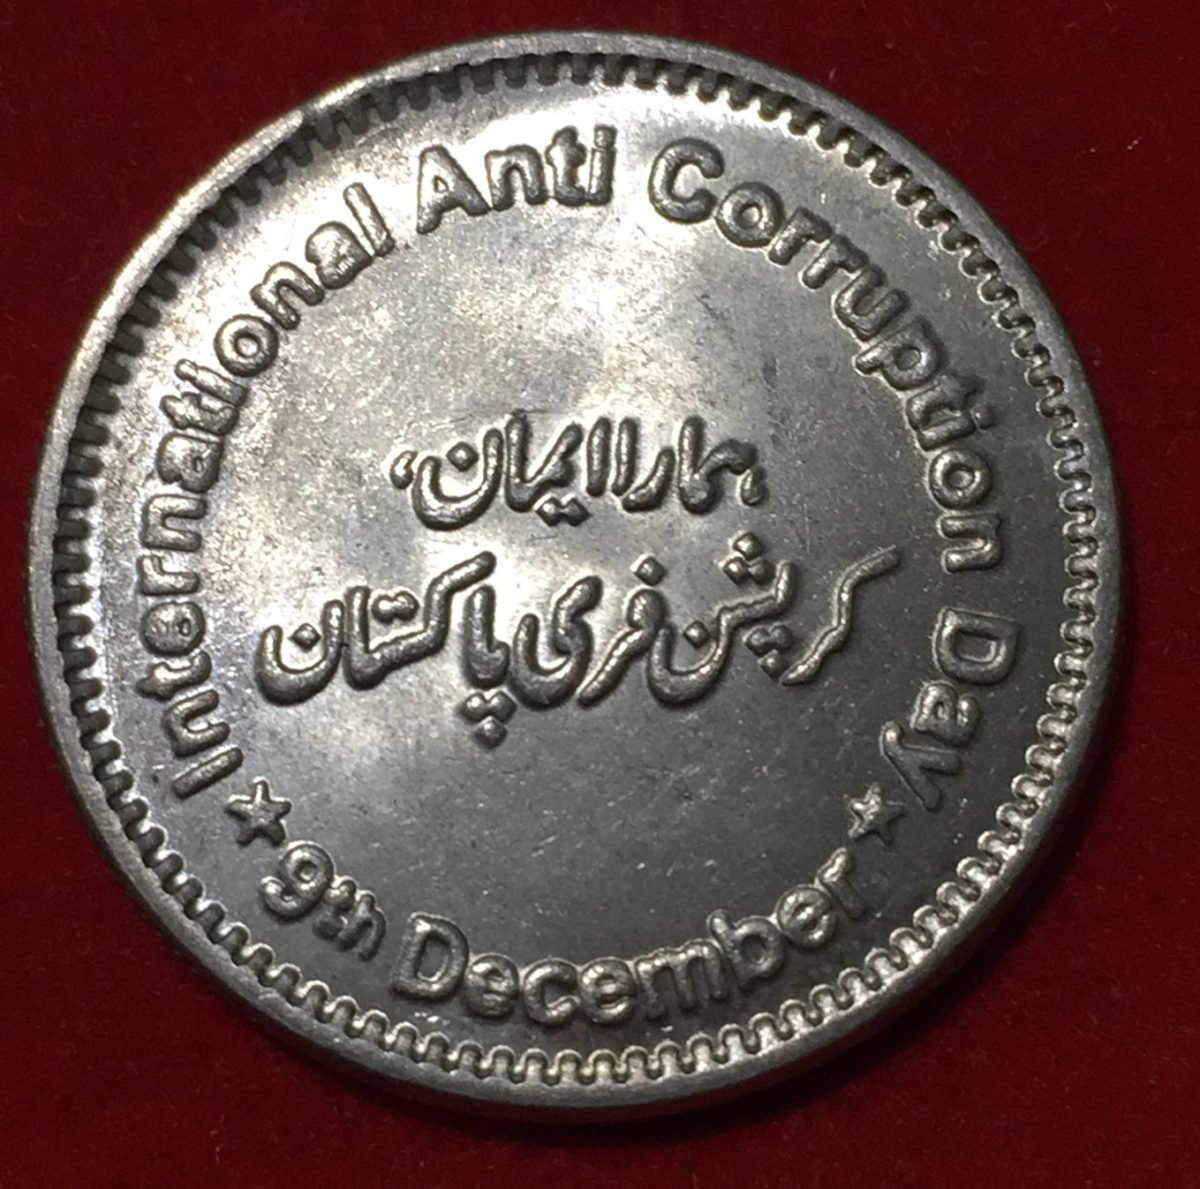 International Anti Corruption Day
ہمارا ایمان،
کرپشن فری پاکستان
9th December